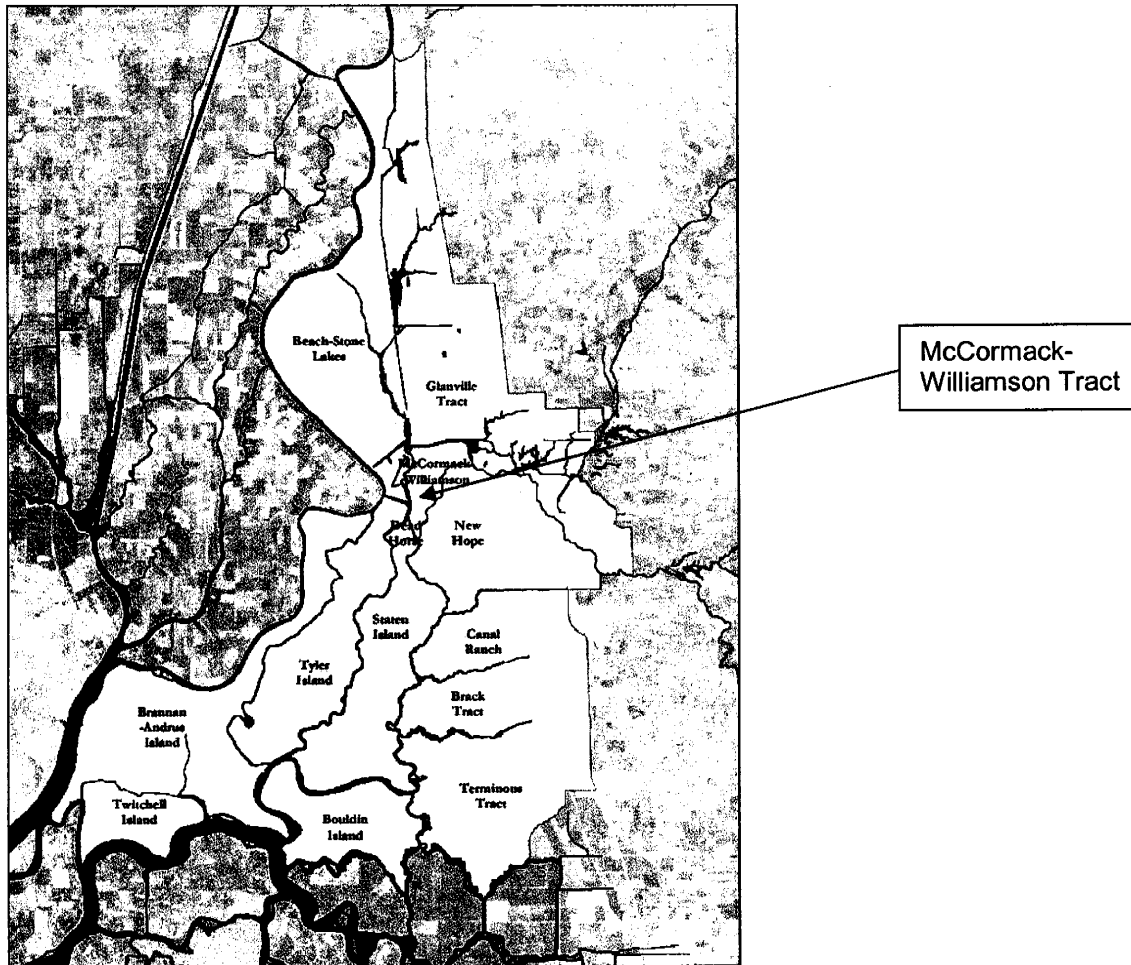 Beach-Stone
Lakes
Glanville
Tract
McCormack-
Williamson
McCormack-
Williamson Tract
Dead
Horse
New
Hope
Staten
Island
Canal
Ranch
Tyler
Island
Brack
Tract
Brannan
-Andrus
Island
Terminous
Tract
Twitchell
Island
Bouldin
Island